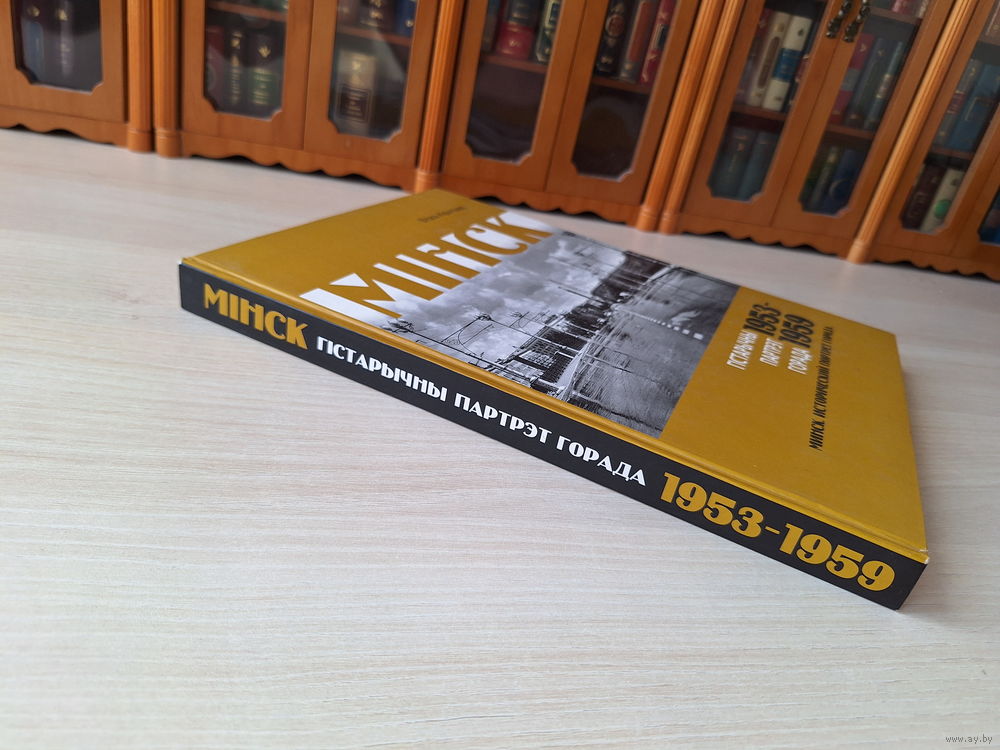 МІНСК
ГІСТАРЫЧНЫ
ПАРТРЭТ
ГОРАДА
1953-
1959
МИНСК. ИСТОРИЧЕСКИЙ ПОРТРЕТ ГОРОДА
МІНСК ГІСТАРЫЧНЫ ПАРТРЭТ ГОРАДА 1953-1959
www.ay.by